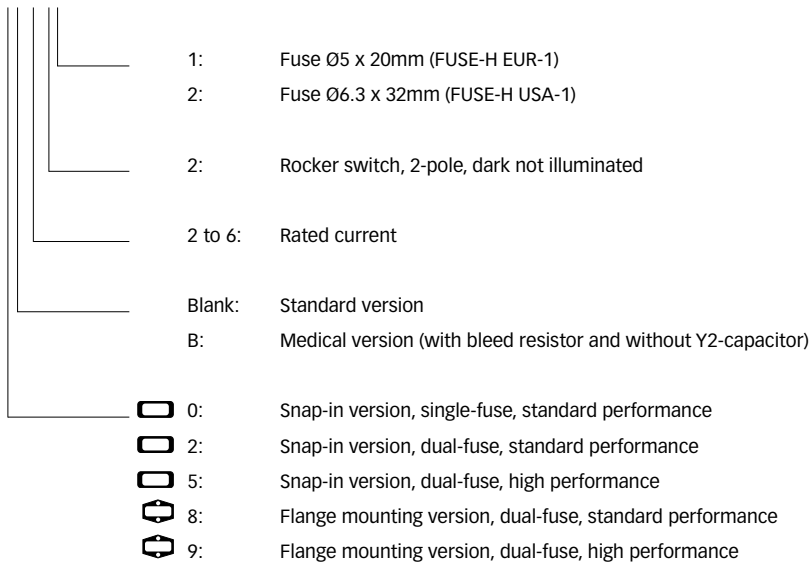 1: Fuse Ø5 x 20mm (FUSE-H EUR-1)
2: Fuse Ø6.3 x 32mm (FUSE-H USA-1)
2: Rocker switch, 2-pole, dark not illuminated
2 to 6: Rated current
Blank: Standard version
B: Medical version (with bleed resistor and without Y2-capacitor)
0: Snap-in version, single-fuse, standard performance
2: Snap-in version, dual-fuse, standard performance
5: Snap-in version, dual-fuse, high performance
8: Flange mounting version, dual-fuse, standard performance
9: Flange mounting version, dual-fuse, high performance